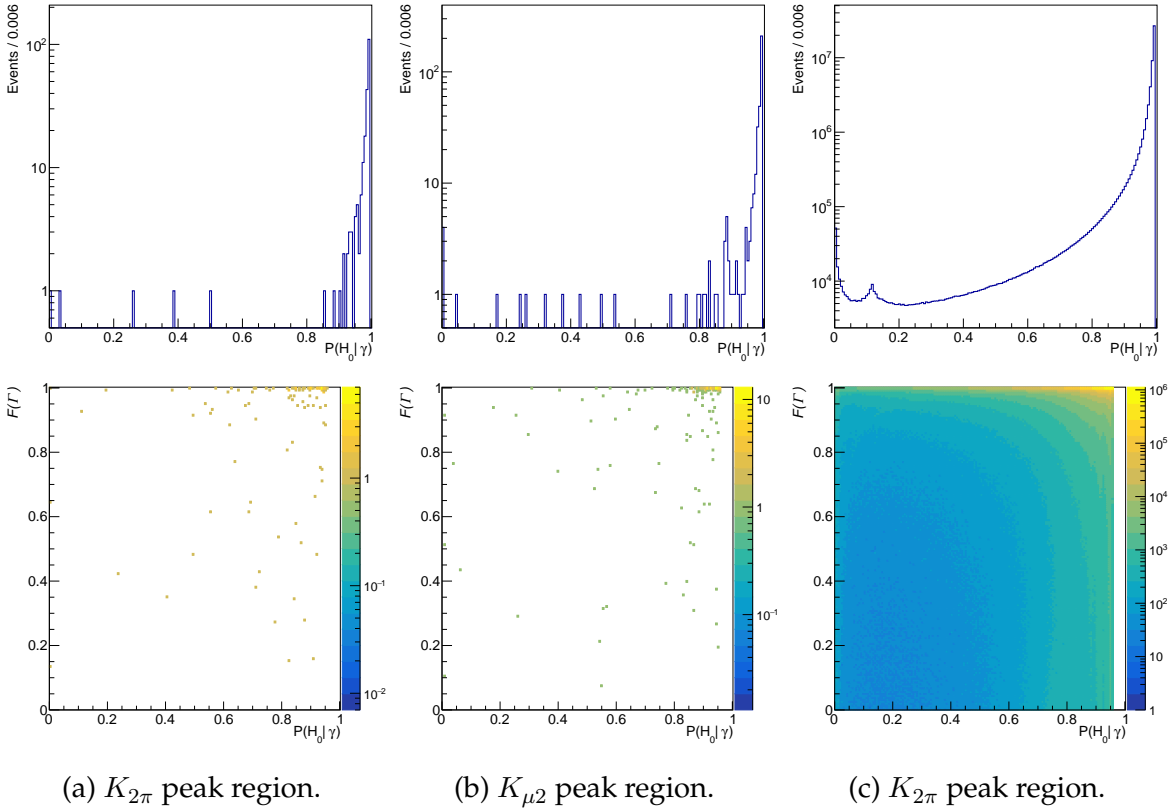 Events / 0.006
10²
10
1
0 0.2 0.4 0.6 0.8 1
P(H₀| γ)
Events / 0.006
10²
10
1
0 0.2 0.4 0.6 0.8 1
P(H₀| γ)
Events / 0.006
10⁷
10⁶
10⁵
10⁴
0 0.2 0.4 0.6 0.8 1
P(H₀| γ)
F(Γ)
1
0.8
0.6
0.4
0.2
0
0 0.2 0.4 0.6 0.8 1
P(H₀| γ)
1
10⁻¹
10⁻²
F(Γ)
1
0.8
0.6
0.4
0.2
0
0 0.2 0.4 0.6 0.8 1
P(H₀| γ)
10
1
10⁻¹
F(Γ)
1
0.8
0.6
0.4
0.2
0
0 0.2 0.4 0.6 0.8 1
P(H₀| γ)
10⁶
10⁵
10⁴
10³
10²
10
1
(a) K₂π peak region.
(b) Kμ₂ peak region.
(c) K₂π peak region.